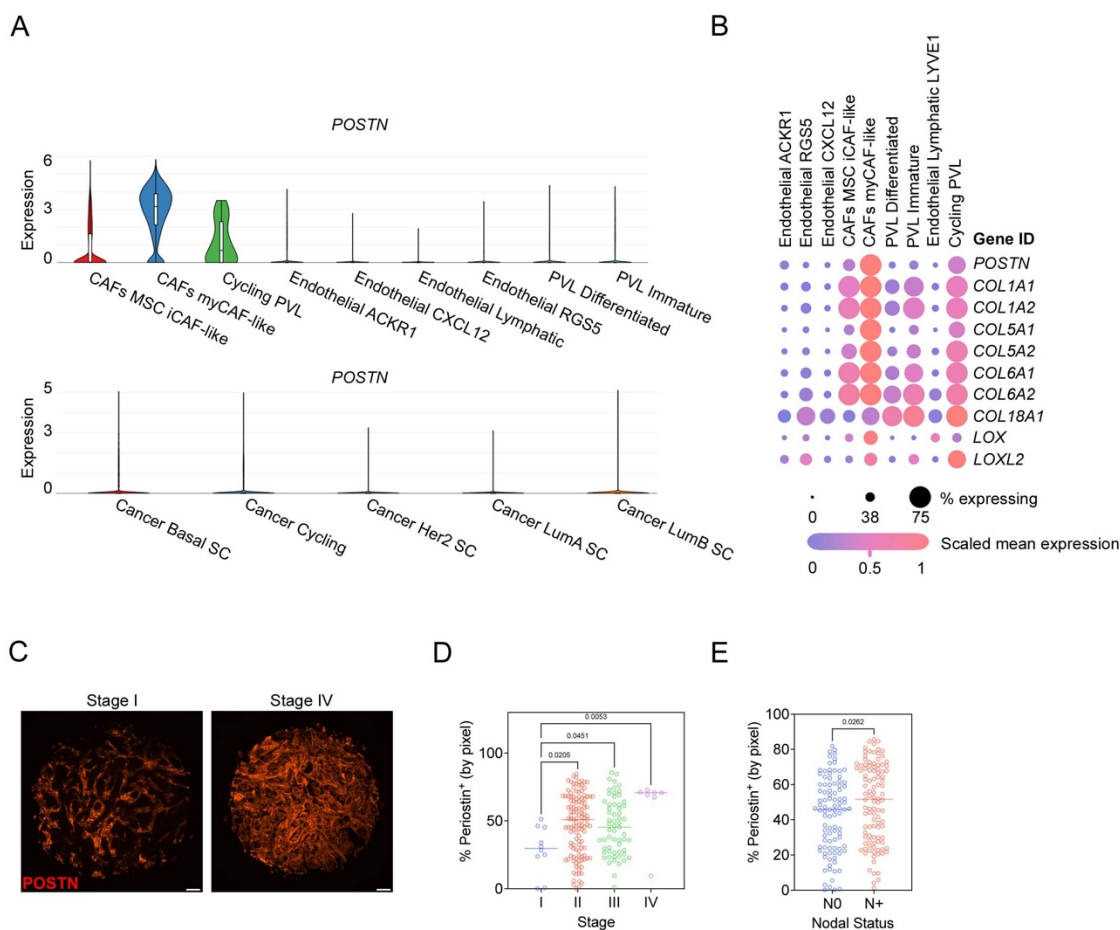 A
POSTN
Expression
6
3
0
CAFs MSC iCAF-like
CAFs myCAF-like
Cycling PVL
Endothelial ACKR1
Endothelial CXCL12
Endothelial Lymphatic
Endothelial RGS5
PVL Differentiated
PVL Immature
POSTN
Expression
5
3
0
Cancer Basal SC
Cancer Cycling
Cancer Her2 SC
Cancer LumA SC
Cancer LumB SC
B
Endothelial ACKR1
Endothelial RGS5
Endothelial CXCL12
CAFs MSC iCAF-like
CAFs myCAF-like
PVL Differentiated
PVL Immature
Endothelial Lymphatic LYVE1
Cycling PVL
Gene ID
POSTN
COL1A1
COL1A2
COL5A1
COL5A2
COL6A1
COL6A2
COL18A1
LOX
LOXL2
% expressing
0 38 75
Scaled mean expression
0 0.5 1
C
Stage I Stage IV
POSTN
D
% Periostin+ (by pixel)
100
50
0
0.0053
0.0451
0.0205
I II III IV
Stage
E
% Periostin+ (by pixel)
100
80
60
40
20
0
0.0262
N0 N+
Nodal Status